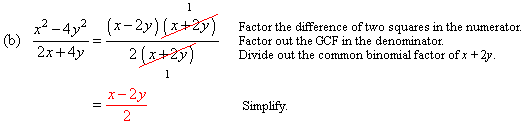 1
(b) x² – 4y² / 2x + 4y = (x – 2y)(x + 2y) / 2(x + 2y)
1
Factor the difference of two squares in the numerator.
Factor out the GCF in the denominator.
Divide out the common binomial factor of x + 2y.
= x – 2y / 2
Simplify.